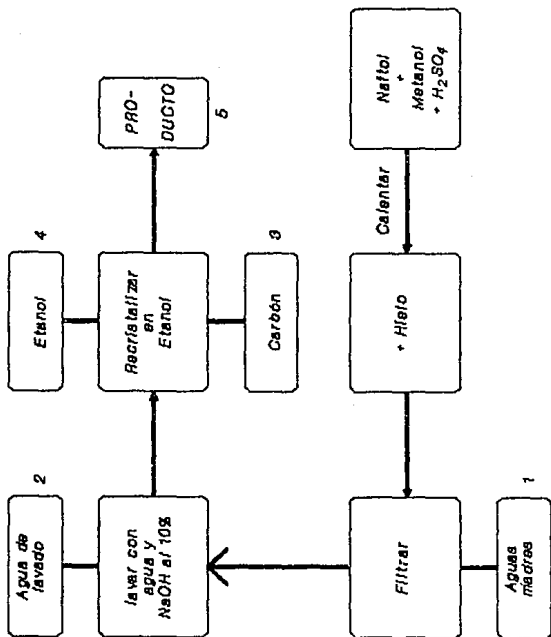 Naftol
+
Metanol
+ H₂SO₄
Calentar
+ Hielo
Filtrar
Aguas
madres
1
lavar con
agua y
NaOH al 10%
Agua de
lavado
2
Recristalizar
en
Etanol
Carbón
3
Etanol
4
PRO-
DUCTO
5